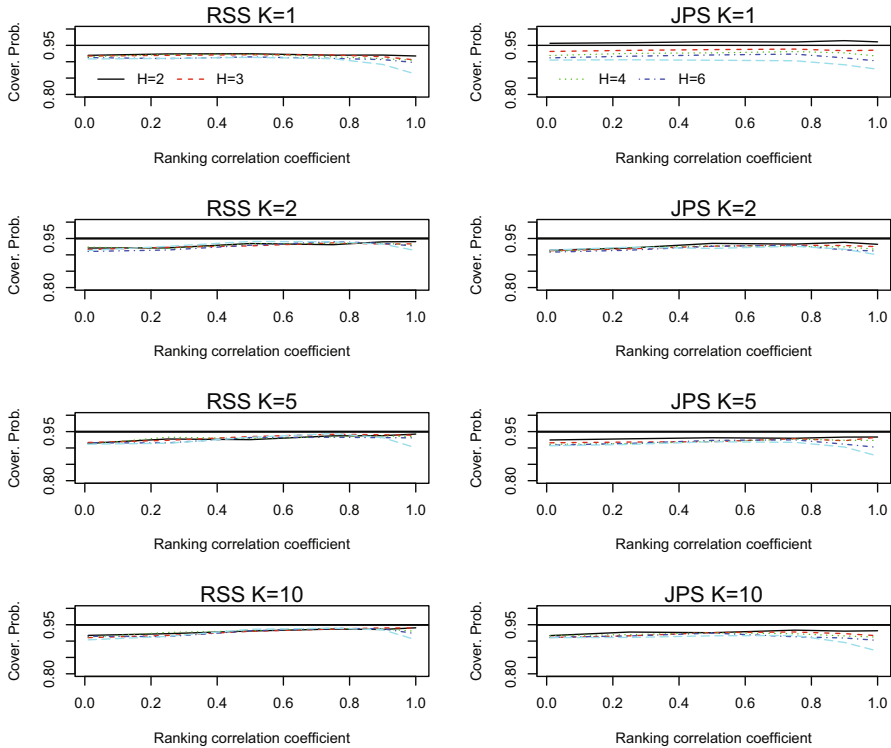 RSS K=1
Cover. Prob.
0.95
0.80
H=2 H=3
0.0 0.2 0.4 0.6 0.8 1.0
Ranking correlation coefficient
JPS K=1
Cover. Prob.
0.95
0.80
H=4 H=6
0.0 0.2 0.4 0.6 0.8 1.0
Ranking correlation coefficient
RSS K=2
Cover. Prob.
0.95
0.80
0.0 0.2 0.4 0.6 0.8 1.0
Ranking correlation coefficient
JPS K=2
Cover. Prob.
0.95
0.80
0.0 0.2 0.4 0.6 0.8 1.0
Ranking correlation coefficient
RSS K=5
Cover. Prob.
0.95
0.80
0.0 0.2 0.4 0.6 0.8 1.0
Ranking correlation coefficient
JPS K=5
Cover. Prob.
0.95
0.80
0.0 0.2 0.4 0.6 0.8 1.0
Ranking correlation coefficient
RSS K=10
Cover. Prob.
0.95
0.80
0.0 0.2 0.4 0.6 0.8 1.0
Ranking correlation coefficient
JPS K=10
Cover. Prob.
0.95
0.80
0.0 0.2 0.4 0.6 0.8 1.0
Ranking correlation coefficient